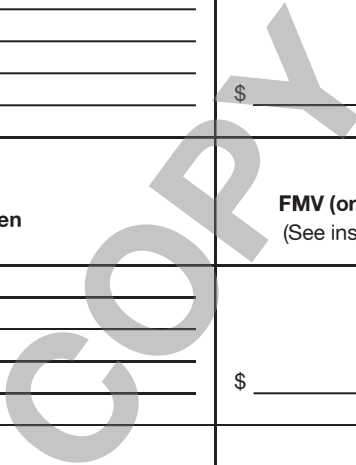 $
FMV (or
en
(See ins
$
COPY